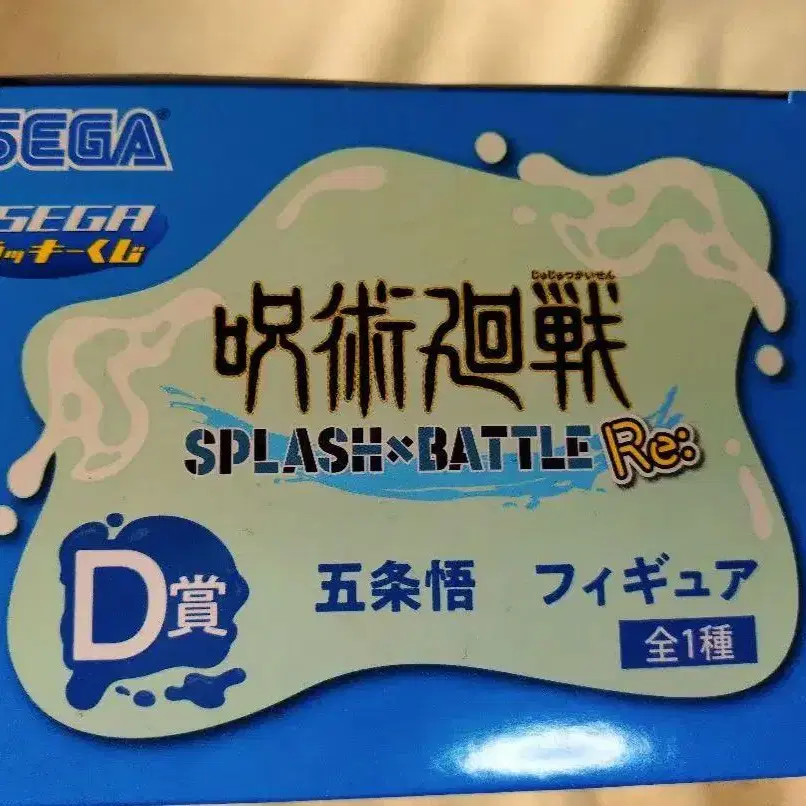 SEGA®
SEGA
ラッキーくじ
じゅじゅつかいせん
呪術廻戦
SPLASH×BATTLE Re:
D賞
五条悟 フィギュア
全1種